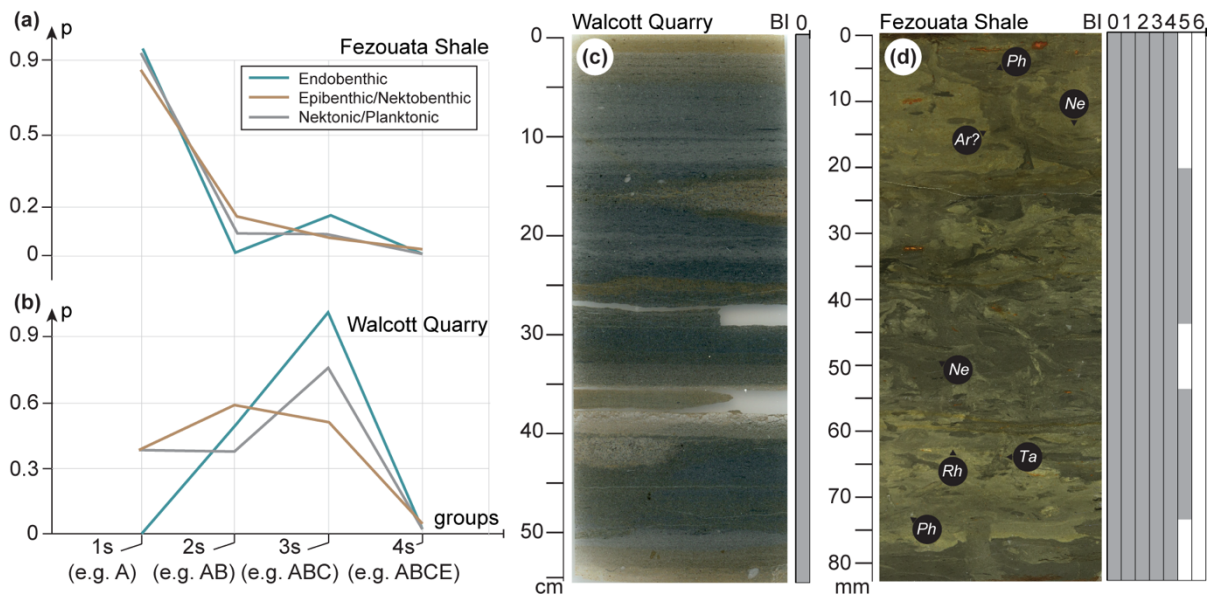 (a)
p
Fezouata Shale
0.9
0.5
0.2
0
Endobenthic
Epibenthic/Nektobenthic
Nektonic/Planktonic
(b)
p
Walcott Quarry
0.9
0.6
0.3
0
groups
1s 2s 3s 4s
(e.g. A) (e.g. AB) (e.g. ABC) (e.g. ABCE)
Walcott Quarry BI 0
(c)
0
10
20
30
40
50
cm
Fezouata Shale BI 0 1 2 3 4 5 6
(d)
0
10
20
30
40
50
60
70
80
mm
Ph
Ne
Ar?
Ne
Ta
Rh
Ph